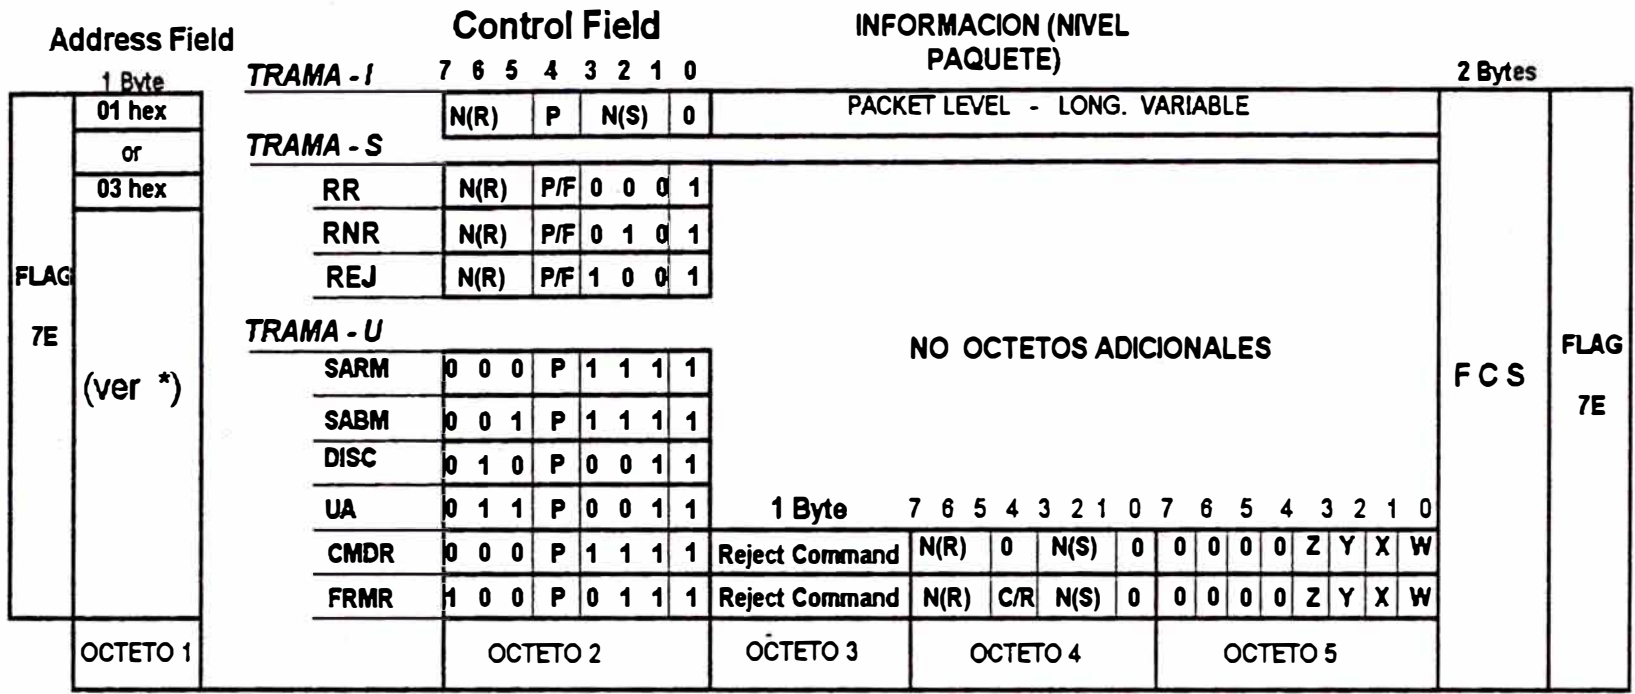 Address Field
Control Field
INFORMACION (NIVEL
PAQUETE)
1 Byte
TRAMA - I
7 6 5 4 3 2 1 0
2 Bytes
01 hex
N(R) P N(S) 0
PACKET LEVEL - LONG. VARIABLE
or
TRAMA - S
03 hex
RR N(R) P/F 0 0 0 1
RNR N(R) P/F 0 1 0 1
REJ N(R) P/F 1 0 0 1
FLAG
7E
TRAMA - U
NO OCTETOS ADICIONALES
(ver *)
F C S
FLAG
7E
SARM 0 0 0 P 1 1 1 1
SABM 0 0 1 P 1 1 1 1
DISC 0 1 0 P 0 0 1 1
UA 0 1 1 P 0 0 1 1
1 Byte 7 6 5 4 3 2 1 0 7 6 5 4 3 2 1 0
CMDR 0 0 0 P 1 1 1 1 Reject Command N(R) 0 N(S) 0 0 0 0 0 Z Y X W
FRMR 1 0 0 P 0 1 1 1 Reject Command N(R) C/R N(S) 0 0 0 0 0 Z Y X W
OCTETO 1 OCTETO 2 OCTETO 3 OCTETO 4 OCTETO 5